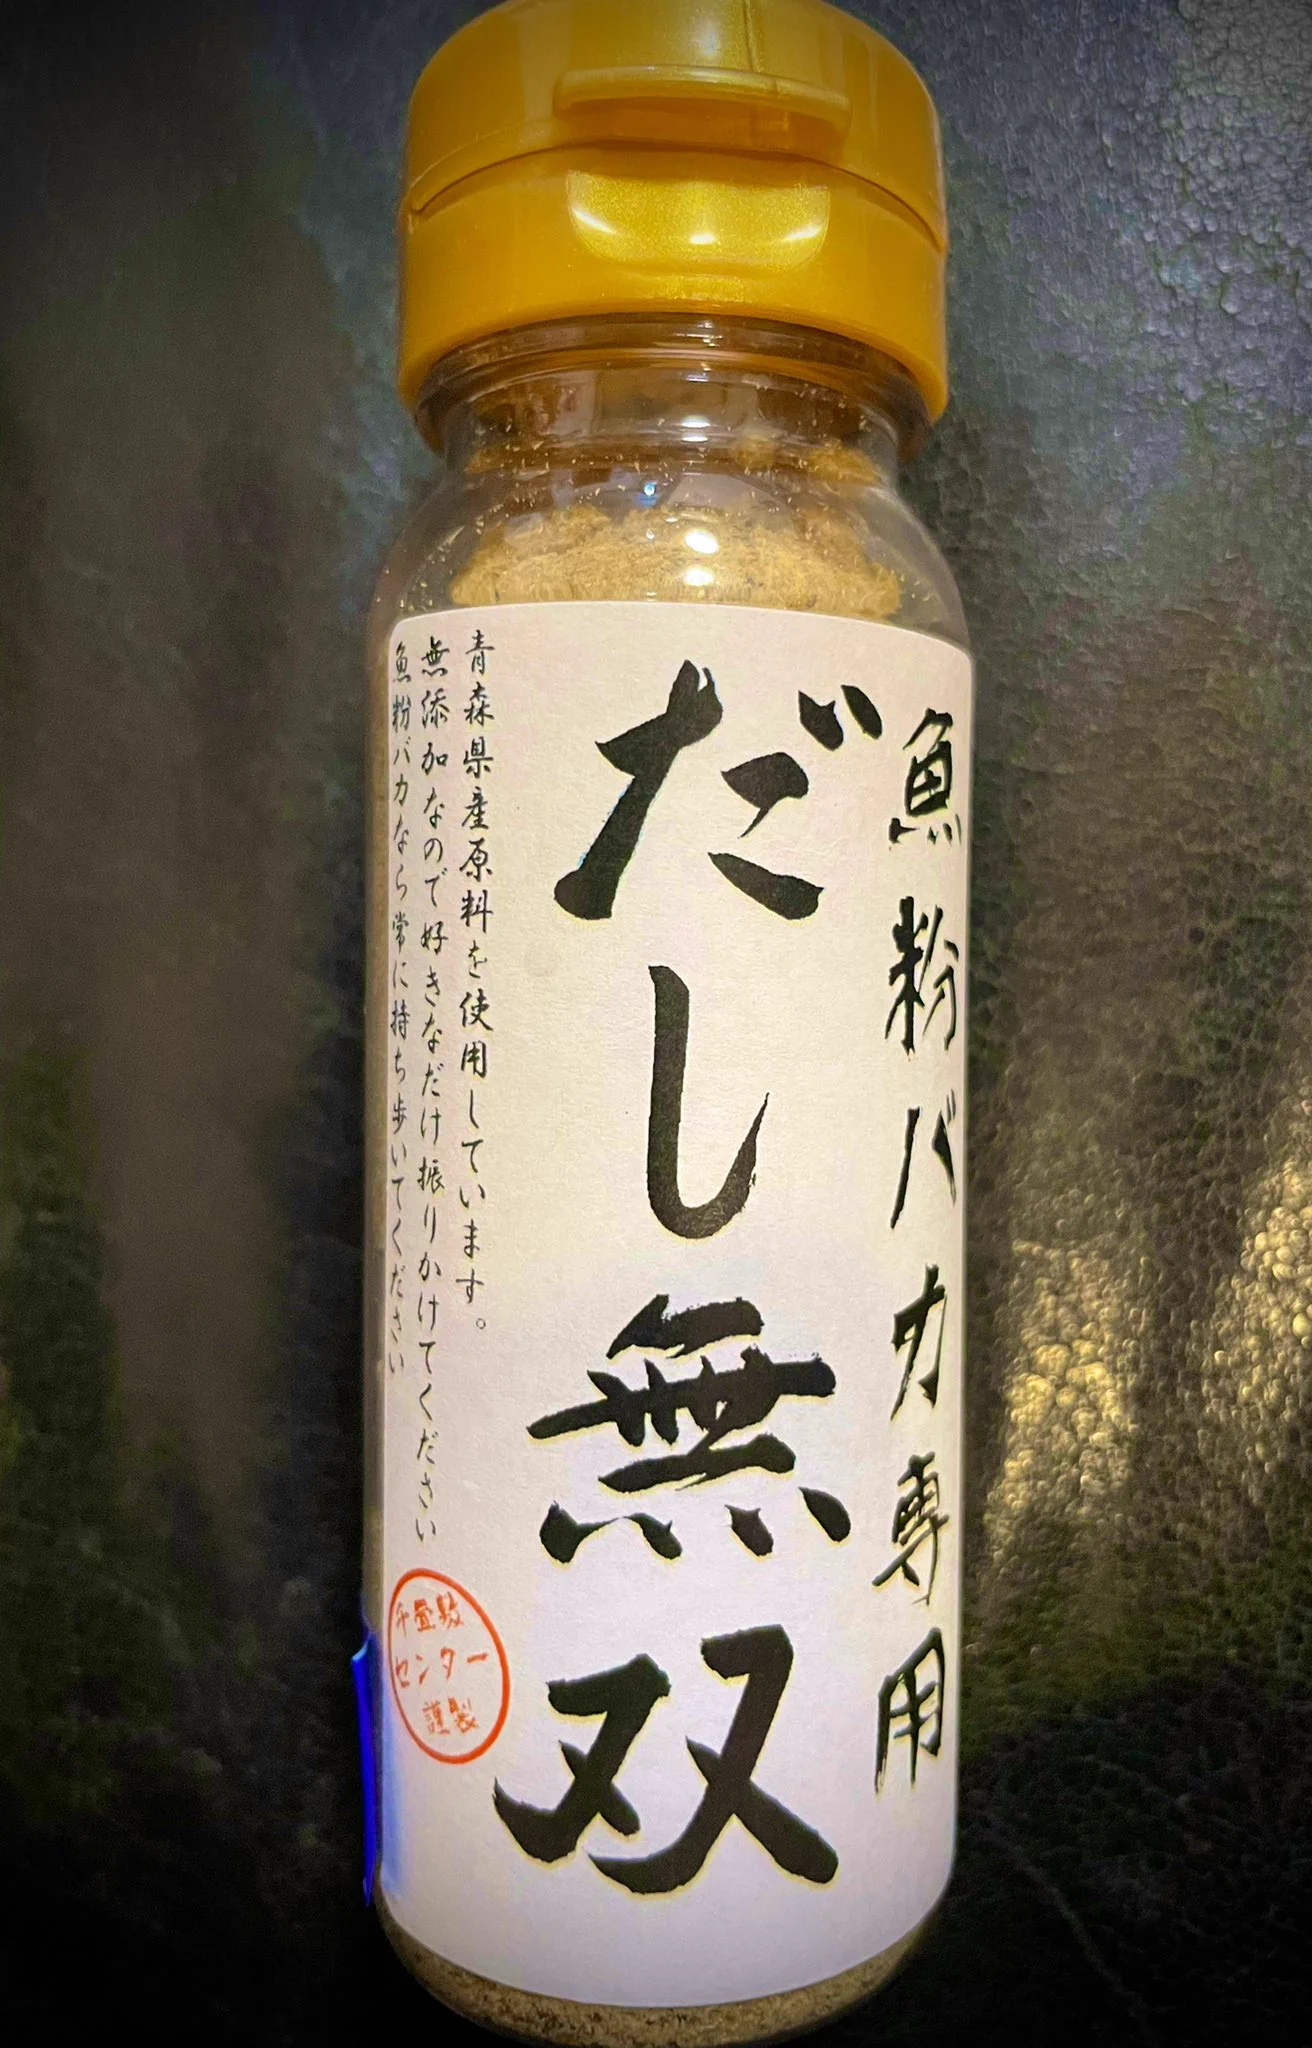 魚粉バカ専用
だし無双
青森県産原料を使用しています。
無添加なので好きなだけ振りかけてください
魚粉バカなら常に持ち歩いてください
千畳敷
センター
謹製